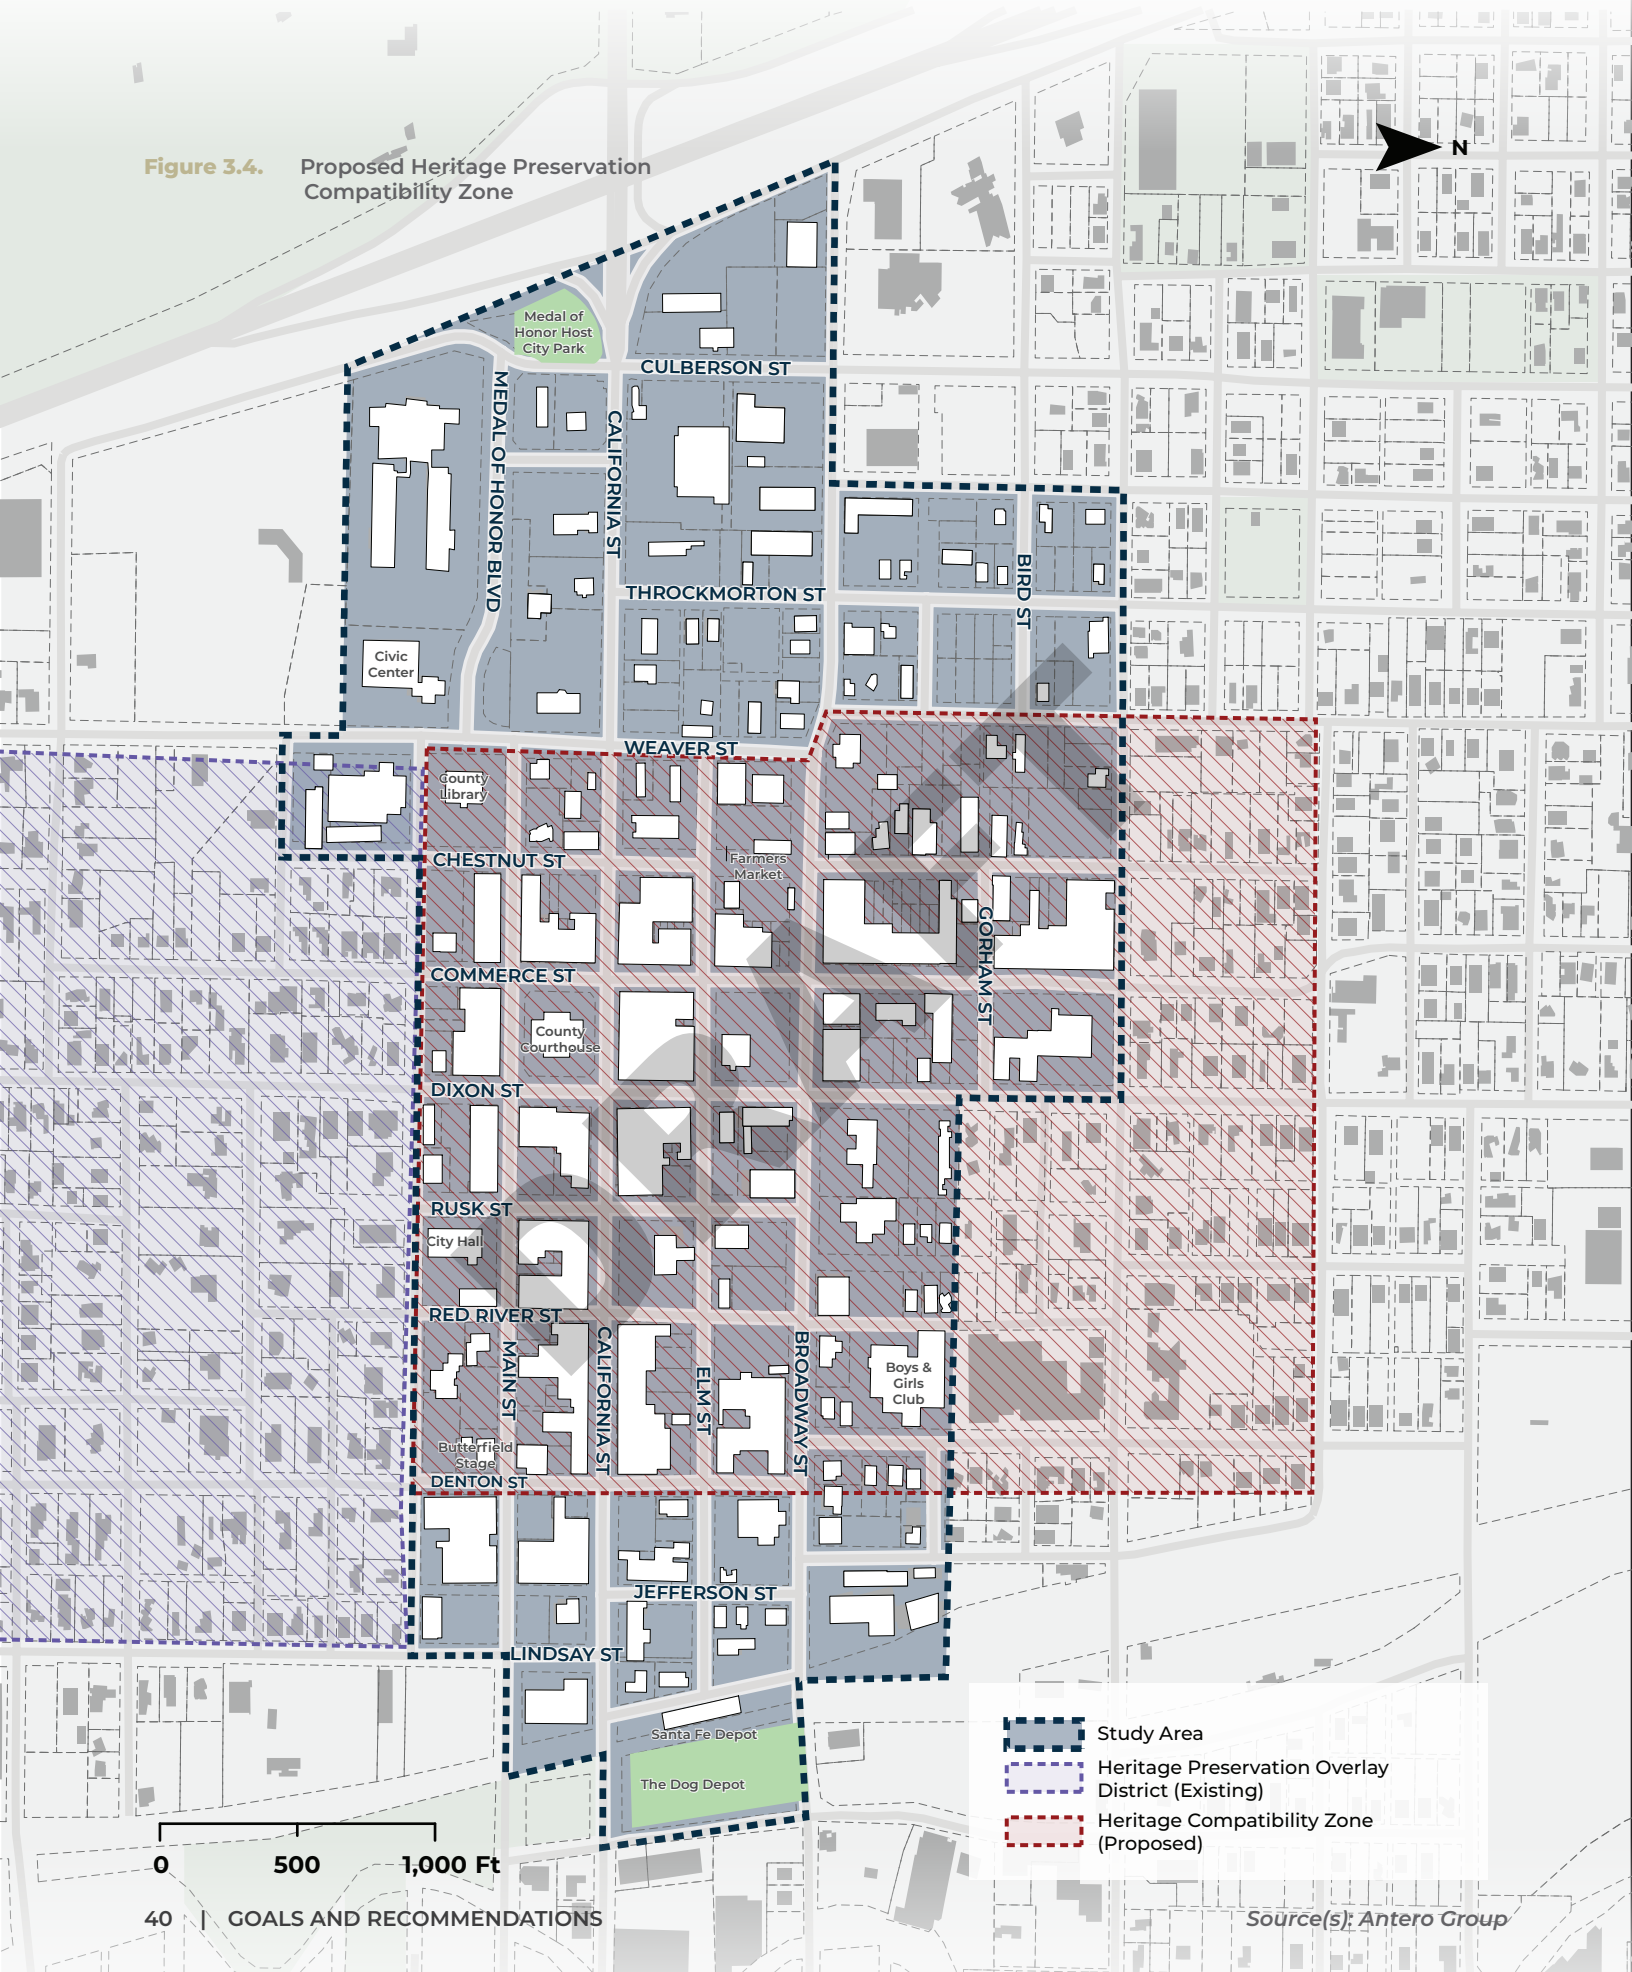 Figure 3.4. Proposed Heritage Preservation
Compatibility Zone
N
Medal of
Honor Host
City Park
CULBERSON ST
MEDAL OF HONOR BLVD
CALIFORNIA ST
BIRD ST
THROCKMORTON ST
Civic
Center
WEAVER ST
County
Library
CHESTNUT ST
Farmers
Market
GORHAM ST
COMMERCE ST
County
Courthouse
DIXON ST
RUSK ST
City Hall
RED RIVER ST
MAIN ST
CALIFORNIA ST
ELM ST
BROADWAY ST
Boys &
Girls
Club
Butterfield
Stage
DENTON ST
JEFFERSON ST
LINDSAY ST
Santa Fe Depot
The Dog Depot
DRAFT
Study Area
Heritage Preservation Overlay
District (Existing)
Heritage Compatibility Zone
(Proposed)
0 500 1,000 Ft
40 | GOALS AND RECOMMENDATIONS
Source(s): Antero Group